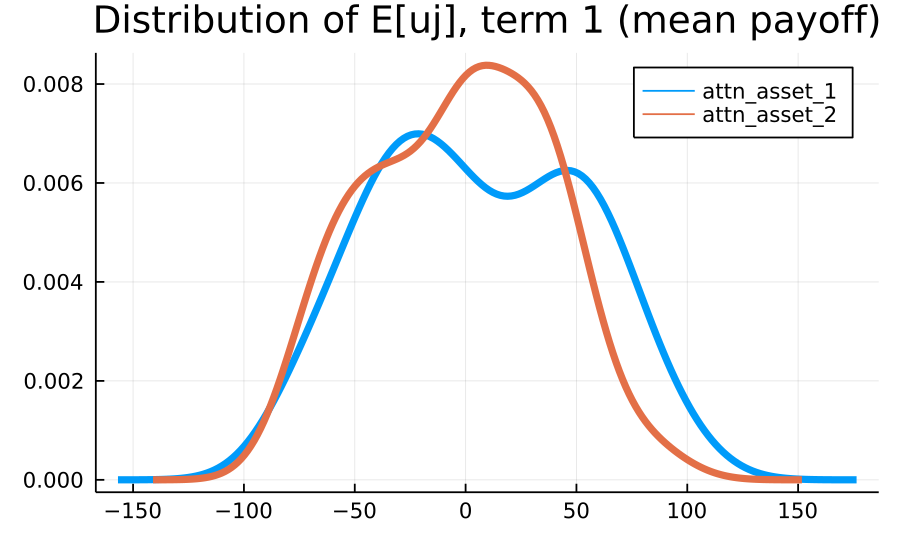 Distribution of E[uj], term 1 (mean payoff)
attn_asset_1
attn_asset_2
0.008
0.006
0.004
0.002
0.000
−150 −100 −50 0 50 100 150